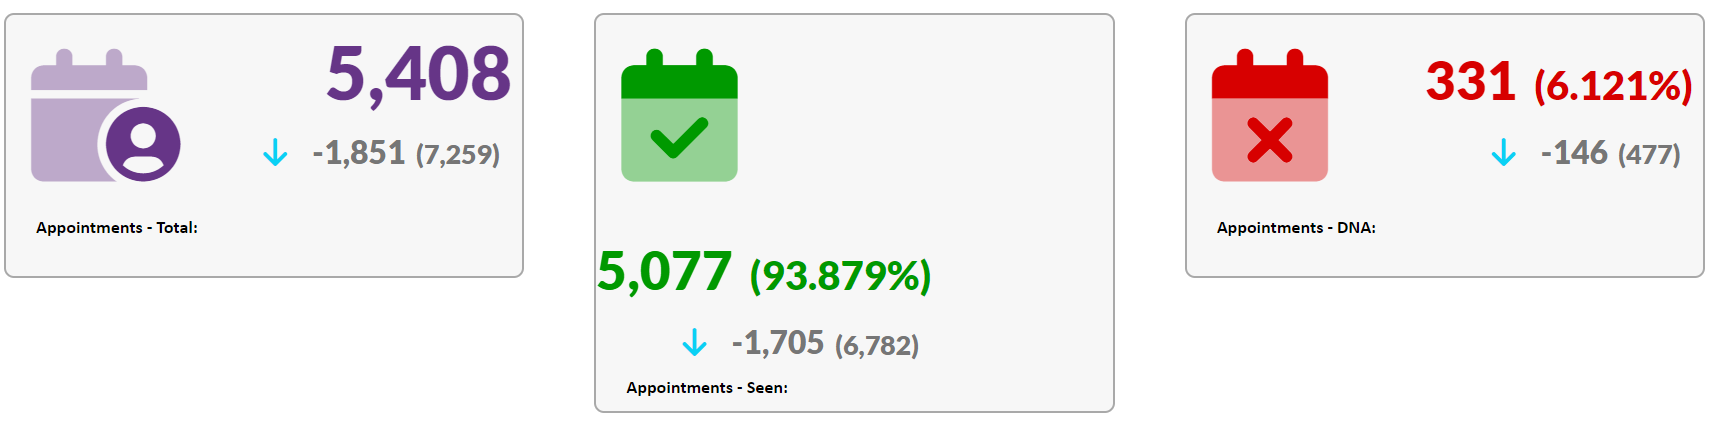 5,408
-1,851 (7,259)
Appointments - Total:
5,077 (93.879%)
-1,705 (6,782)
Appointments - Seen:
331 (6.121%)
-146 (477)
Appointments - DNA: